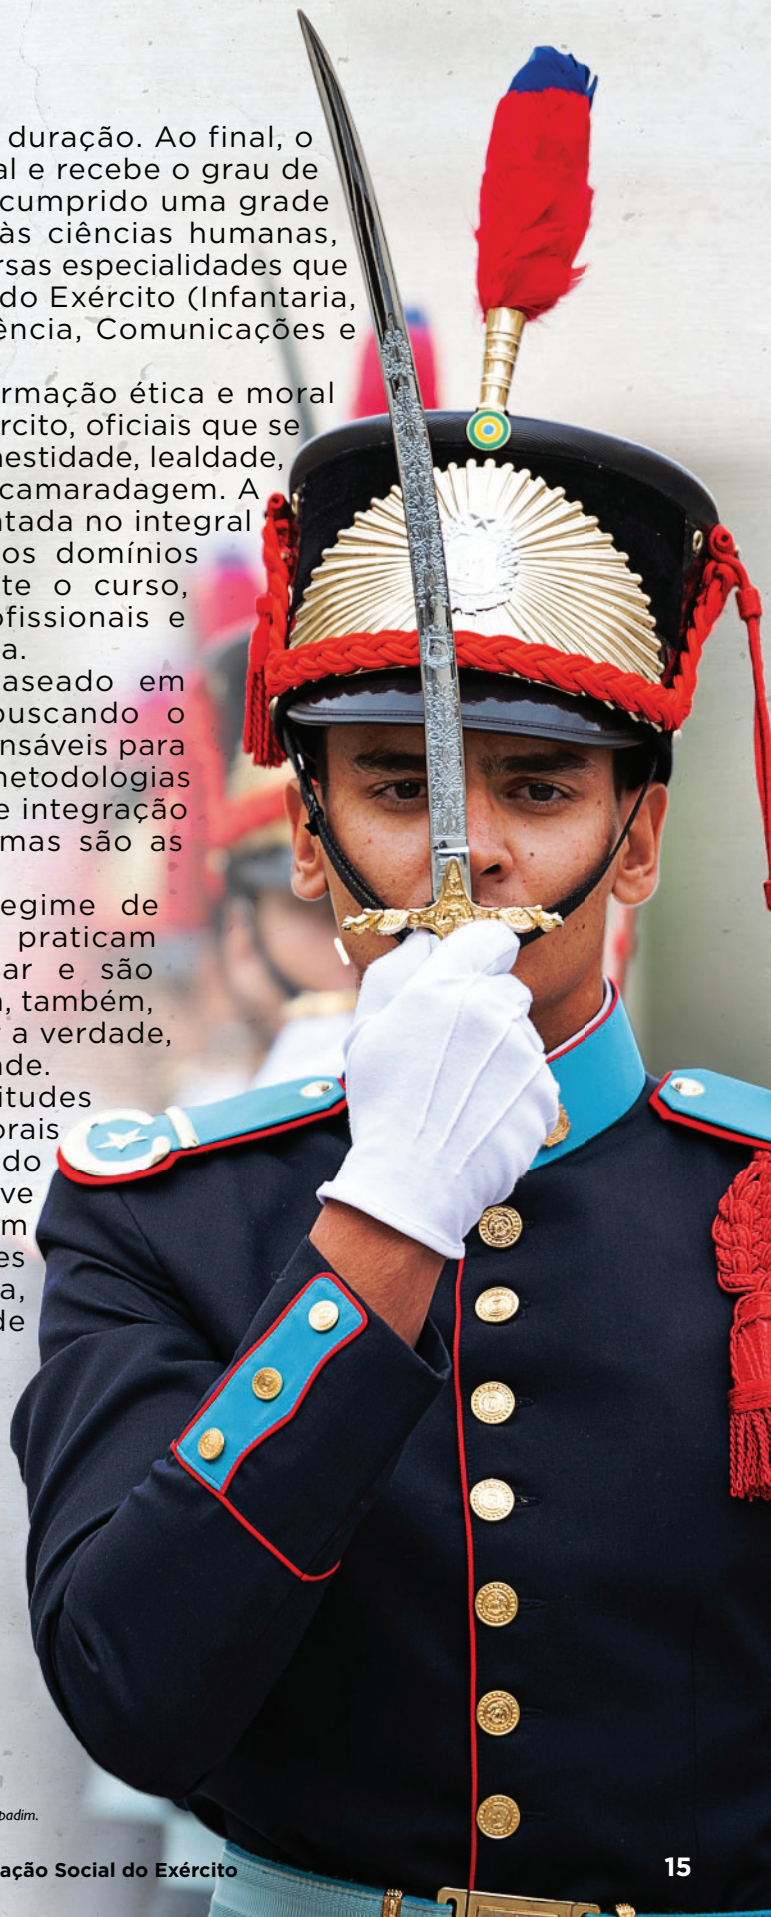 duração. Ao final, o
al e recebe o grau de
cumprido uma grade
às ciências humanas,
rsas especialidades que
do Exército (Infantaria,
ência, Comunicações e
rmação ética e moral
rcito, oficiais que se
nestidade, lealdade,
camaradagem. A
ntada no integral
os domínios
te o curso,
ofissionais e
a.
aseado em
buscando o
ensáveis para
metodologias
e integração
mas são as
egime de
praticam
ar e são
n, também,
r a verdade,
ade.
itudes
orais
do
ve
m
es
a,
de
padim.
ação Social do Exército
15